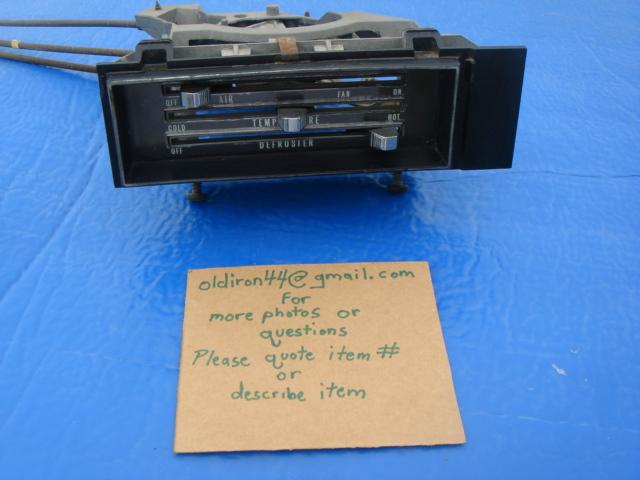 OFF AIR FAN ON
COLD TEMP RE HOT
OFF DEFROSTER
oldiron44@gmail.com
For
more photos or
questions
Please quote item #
or
describe item